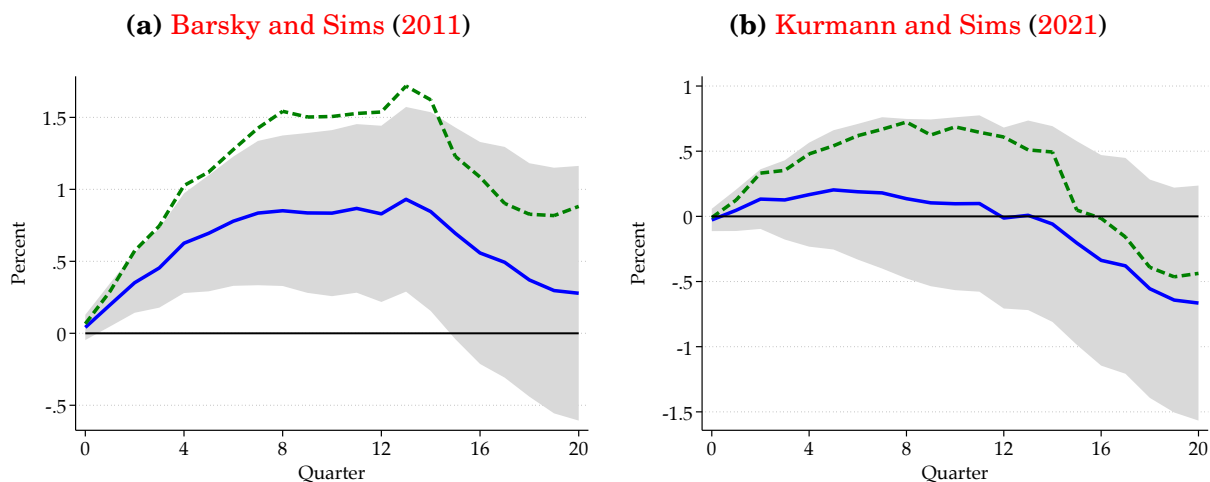 (a) Barsky and Sims (2011)
1.5
1
.5
0
-.5
Percent
0 4 8 12 16 20
Quarter
(b) Kurmann and Sims (2021)
1
.5
0
-.5
-1
-1.5
Percent
0 4 8 12 16 20
Quarter